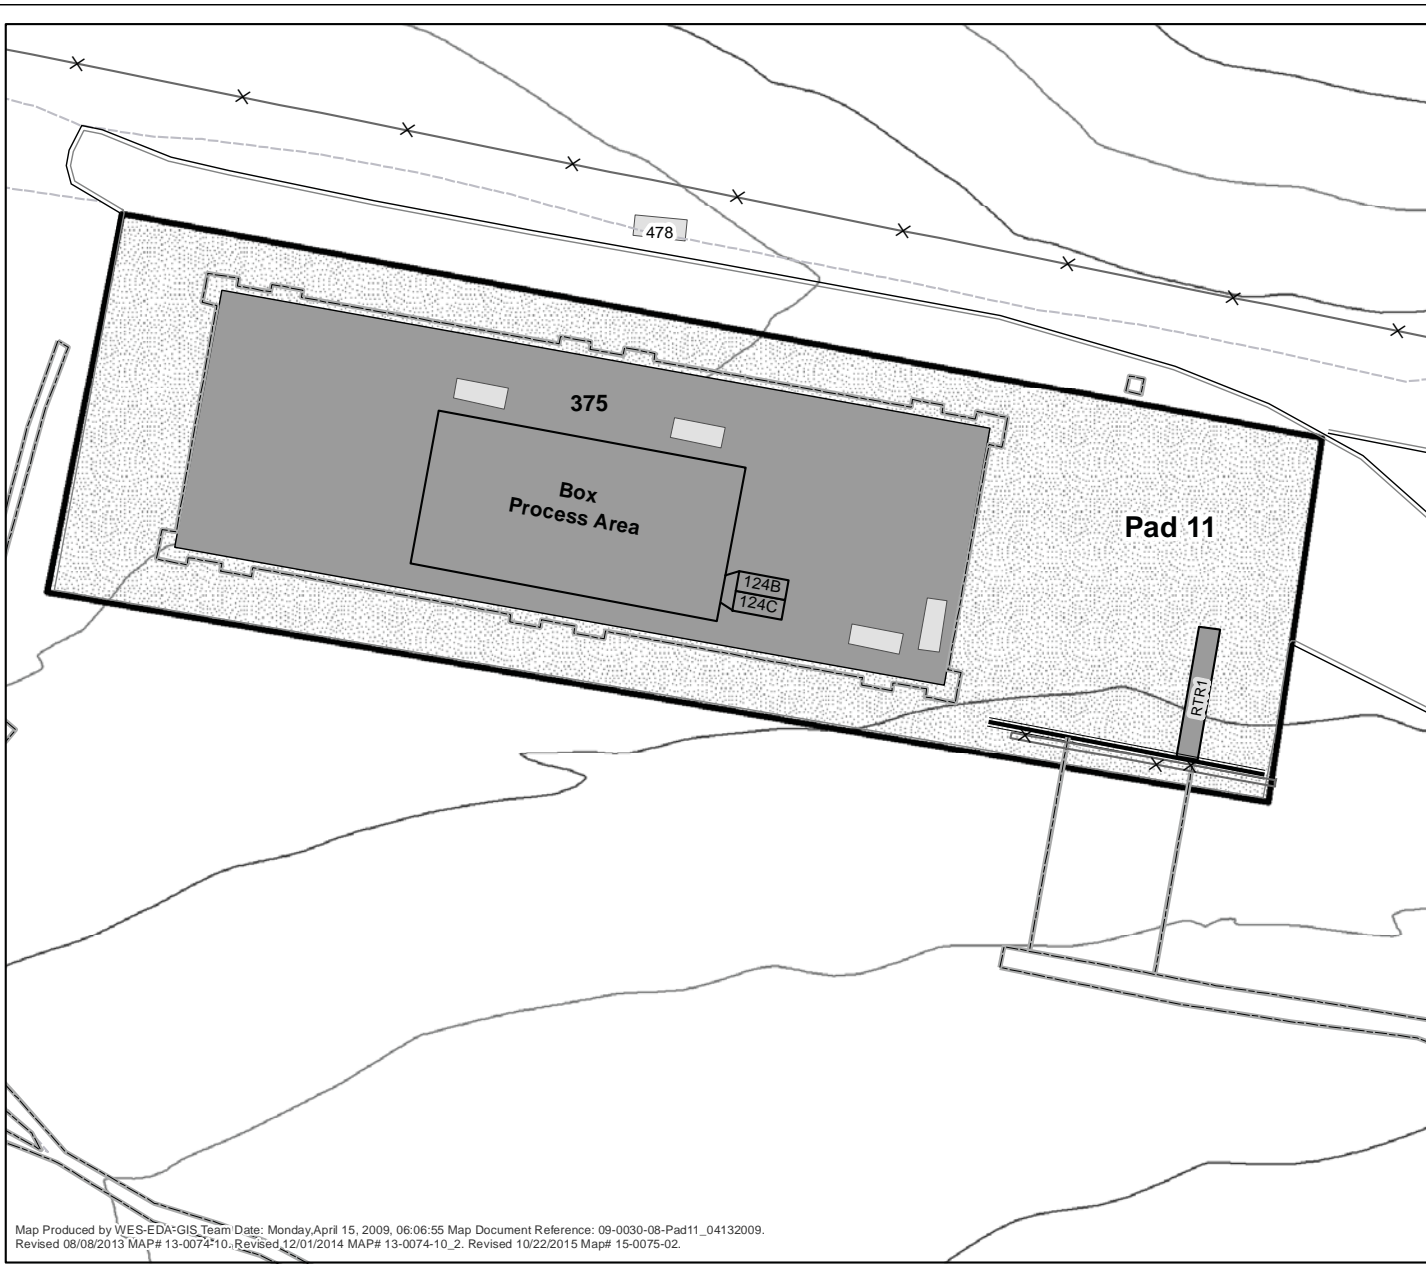 478
375
Box
Process Area
Pad 11
124B
124C
RTR1
Map Produced by WES-EDA-GIS Team Date: Monday,April 15, 2009, 06:06:55 Map Document Reference: 09-0030-08-Pad11_04132009.
Revised 08/08/2013 MAP# 13-0074-10. Revised 12/01/2014 MAP# 13-0074-10_2. Revised 10/22/2015 Map# 15-0075-02.